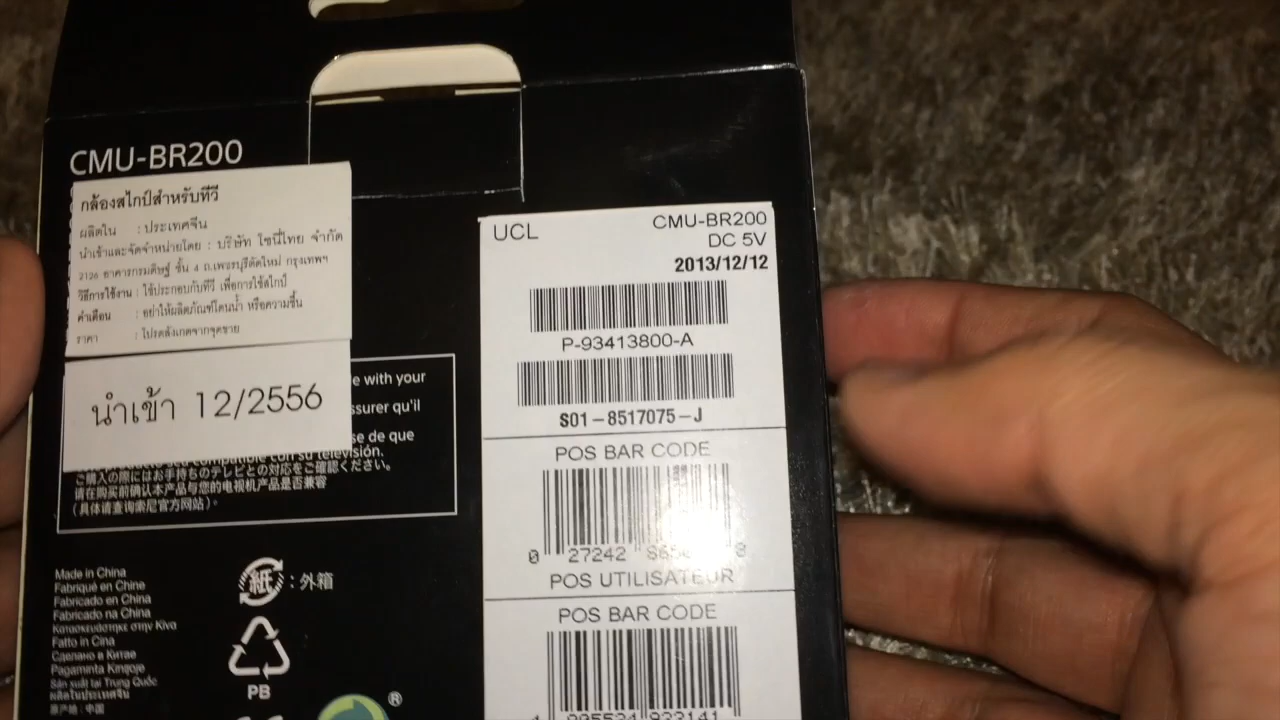 CMU-BR200
กล้องสไกป์สำหรับทีวี
ผลิตใน : ประเทศจีน
นำเข้าและจัดจำหน่ายโดย : บริษัท โซนี่ไทย จำกัด
2126 อาคารกรมดิษฐ์ ชั้น 4 ถ.เพชรบุรีตัดใหม่ กรุงเทพฯ
วิธีการใช้งาน : ใช้ประกอบกับทีวี เพื่อการใช้สไกป์
คำเตือน : อย่าให้ผลิตภัณฑ์โดนน้ำ หรือความชื้น
ราคา : โปรดสังเกตจากจุดขาย
นำเข้า 12/2556
with your
qu'il
se de que
compatible con su televisión.
ご購入の際にはお手持ちのテレビとの対応をご確認ください。
请在购买前确认本产品与您的电视机产品是否兼容
（具体请查询索尼官方网站）。
Made in China
Fabriqué en Chine
Fabricado en China
Fabricado na China
Κατασκευάστηκε στην Κίνα
Fatto in Cina
Сделано в Китае
Pagaminta Kinijoje
Sản xuất tại Trung Quốc
ผลิตในประเทศจีน
原产地：中国
紙 : 外箱
PB
®
UCL
CMU-BR200
DC 5V
2013/12/12
P-93413800-A
S01-8517075-J
POS BAR CODE
0 27242
POS UTILISATEUR
POS BAR CODE